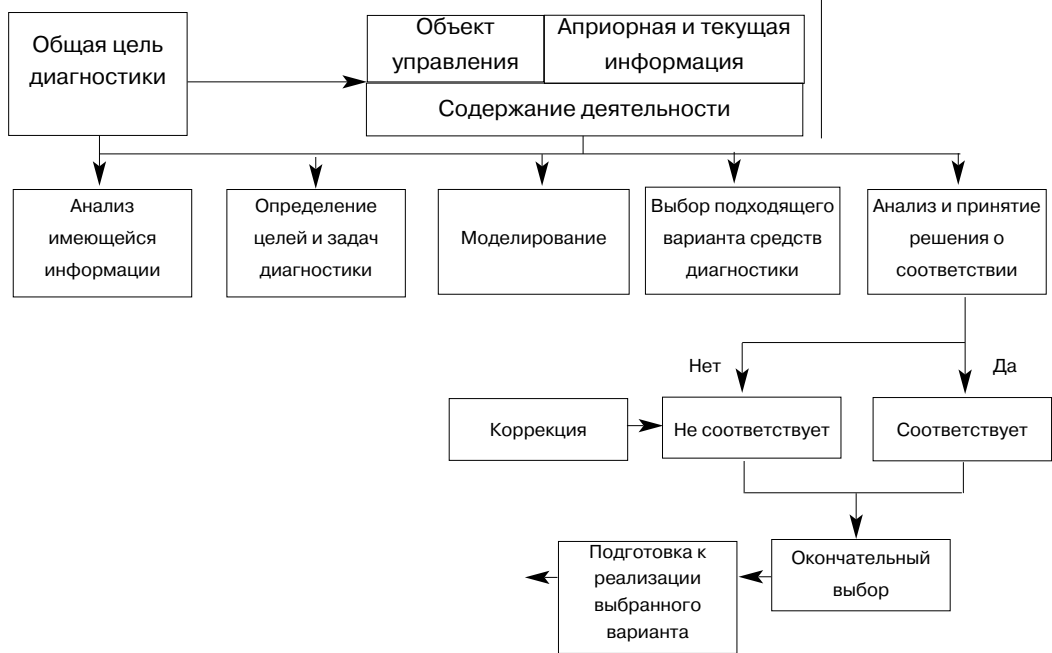 Общая цель
диагностики
Объект
управления
Априорная и текущая
информация
Содержание деятельности
Анализ
имеющейся
информации
Определение
целей и задач
диагностики
Моделирование
Выбор подходящего
варианта средств
диагностики
Анализ и принятие
решения о
соответствии
Нет
Да
Коррекция
Не соответствует
Соответствует
Подготовка к
реализации
выбранного
варианта
Окончательный
выбор